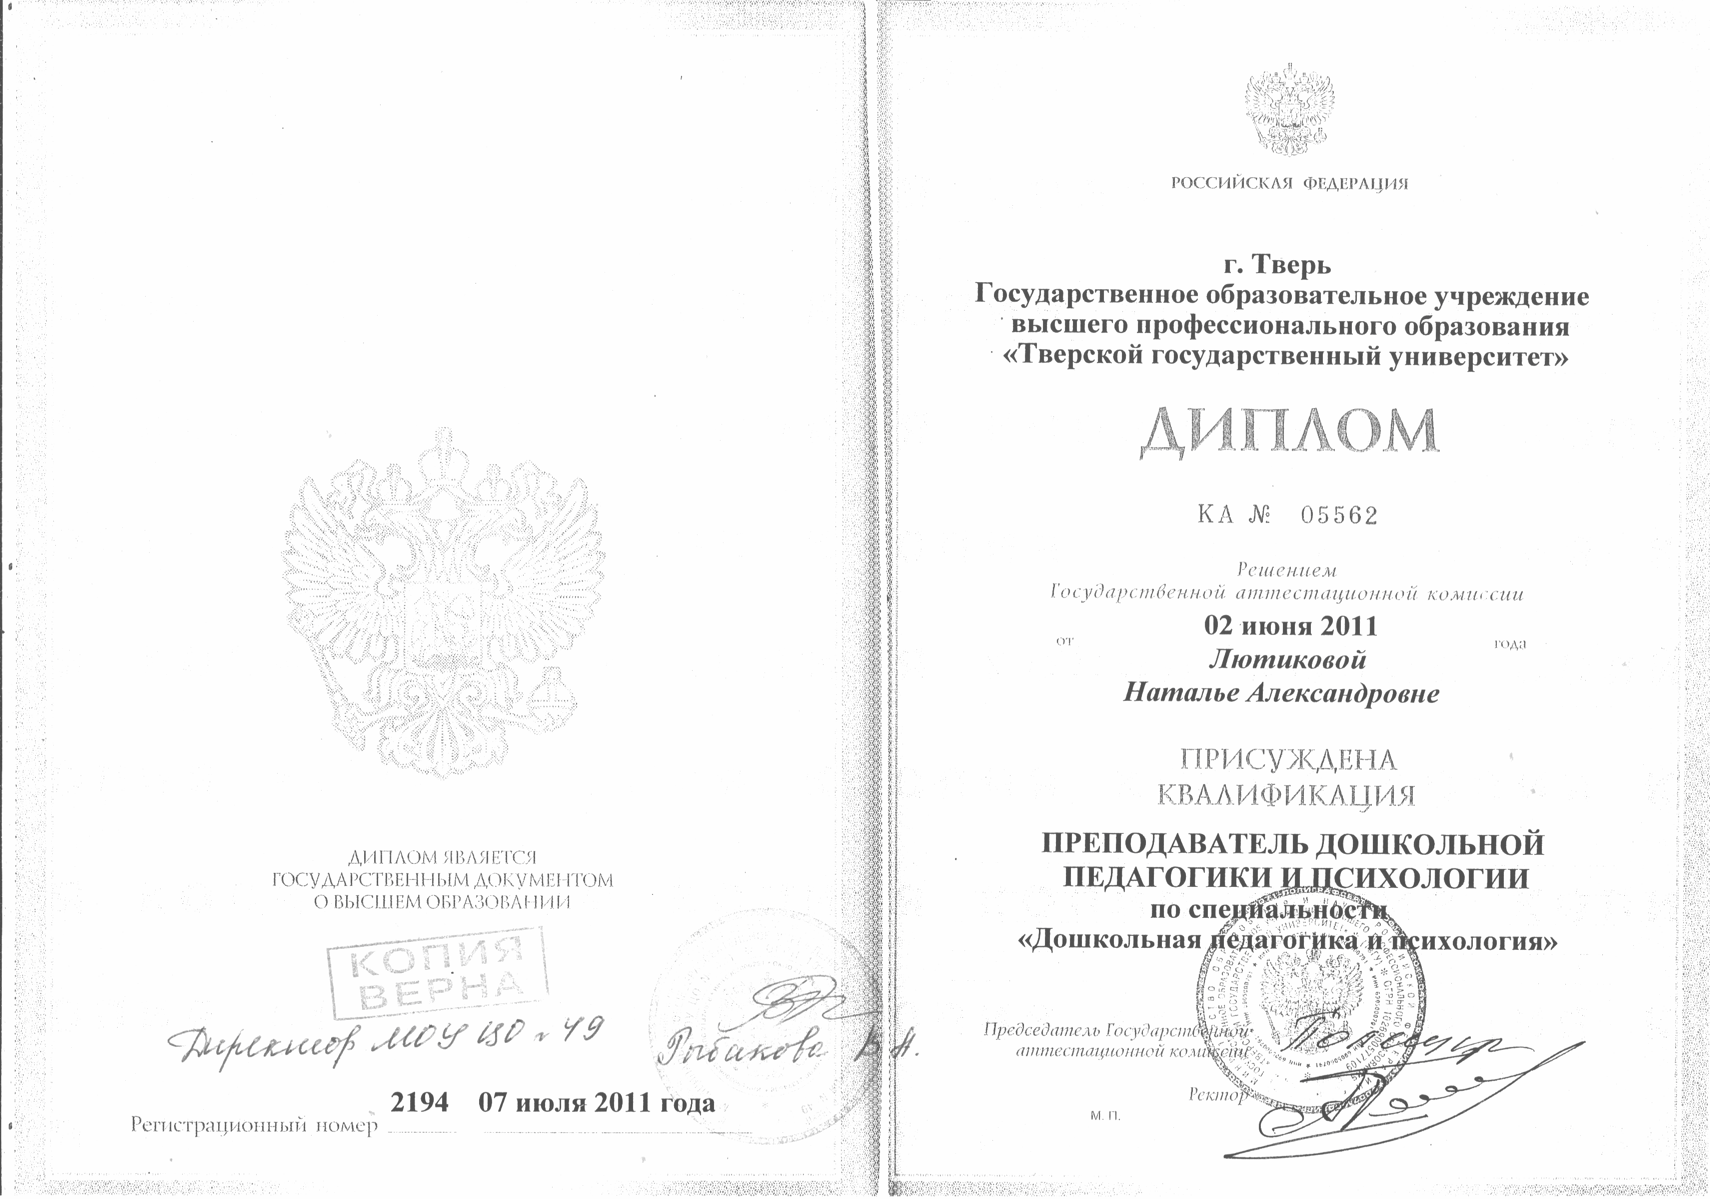 ДИПЛОМ ЯВЛЯЕТСЯ
ГОСУДАРСТВЕННЫМ ДОКУМЕНТОМ
О ВЫСШЕМ ОБРАЗОВАНИИ
КОПИЯ
ВЕРНА
Директор МОУ ЦО № 49 Рыбакова В.А.
2194 07 июля 2011 года
Регистрационный номер
РОССИЙСКАЯ ФЕДЕРАЦИЯ
г. Тверь
Государственное образовательное учреждение
высшего профессионального образования
«Тверской государственный университет»
ДИПЛОМ
КА № 05562
Решением
Государственной аттестационной комиссии
от 02 июня 2011 года
Лютиковой
Наталье Александровне
ПРИСУЖДЕНА
КВАЛИФИКАЦИЯ
ПРЕПОДАВАТЕЛЬ ДОШКОЛЬНОЙ
ПЕДАГОГИКИ И ПСИХОЛОГИИ
по специальности
«Дошкольная педагогика и психология»
Председатель Государственной
аттестационной комиссии
Ректор
М. П.